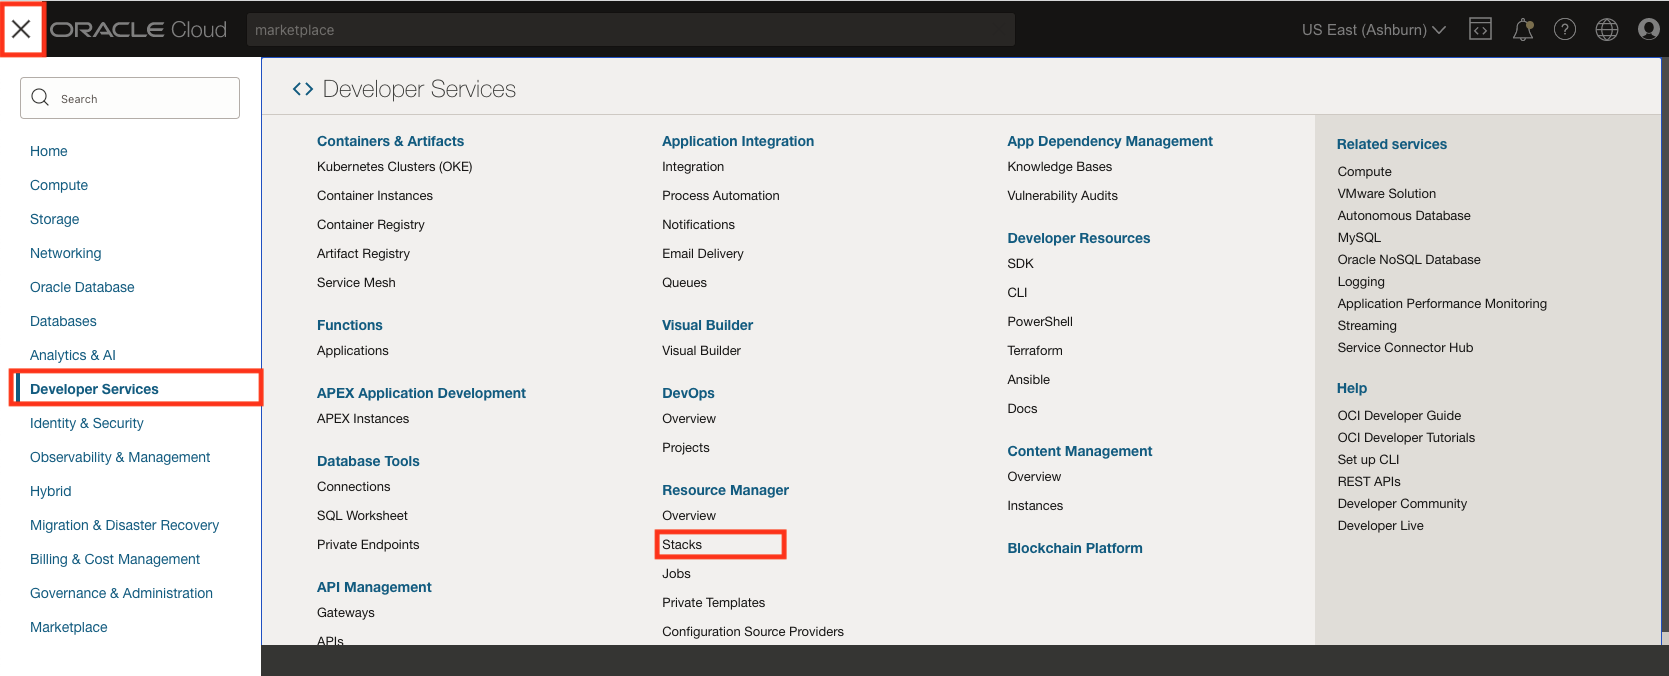 ORACLE Cloud
marketplace
US East (Ashburn)
Search
Home
Compute
Storage
Networking
Oracle Database
Databases
Analytics & AI
Developer Services
Identity & Security
Observability & Management
Hybrid
Migration & Disaster Recovery
Billing & Cost Management
Governance & Administration
Marketplace
Developer Services
Containers & Artifacts
Kubernetes Clusters (OKE)
Container Instances
Container Registry
Artifact Registry
Service Mesh
Functions
Applications
APEX Application Development
APEX Instances
Database Tools
Connections
SQL Worksheet
Private Endpoints
API Management
Gateways
APIs
Application Integration
Integration
Process Automation
Notifications
Email Delivery
Queues
Visual Builder
Visual Builder
DevOps
Overview
Projects
Resource Manager
Overview
Stacks
Jobs
Private Templates
Configuration Source Providers
App Dependency Management
Knowledge Bases
Vulnerability Audits
Developer Resources
SDK
CLI
PowerShell
Terraform
Ansible
Docs
Content Management
Overview
Instances
Blockchain Platform
Related services
Compute
VMware Solution
Autonomous Database
MySQL
Oracle NoSQL Database
Logging
Application Performance Monitoring
Streaming
Service Connector Hub
Help
OCI Developer Guide
OCI Developer Tutorials
Set up CLI
REST APIs
Developer Community
Developer Live